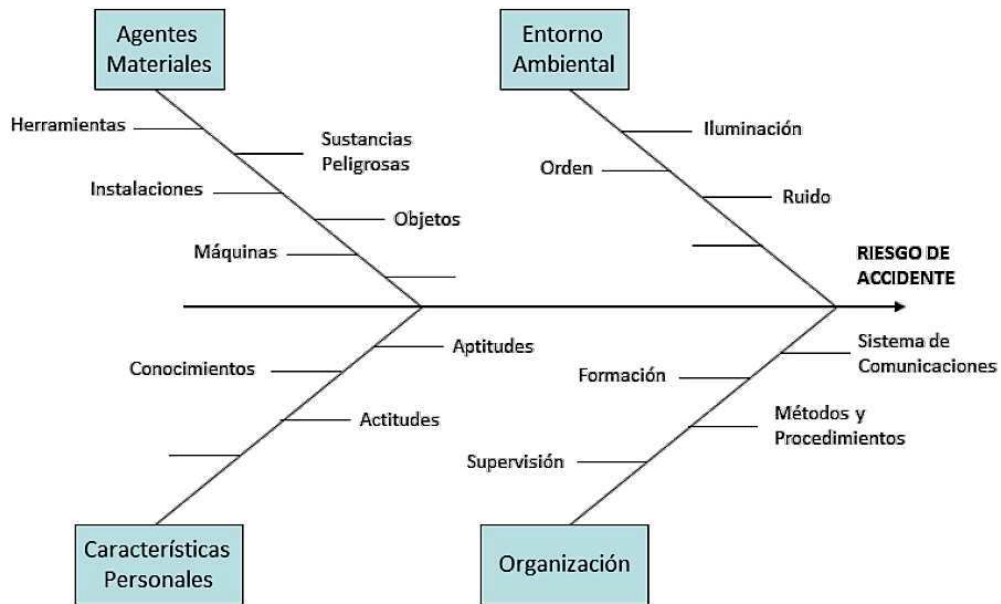 Agentes
Materiales
Entorno
Ambiental
Herramientas
Sustancias
Peligrosas
Instalaciones
Objetos
Máquinas
Iluminación
Orden
Ruido
RIESGO DE
ACCIDENTE
Aptitudes
Conocimientos
Actitudes
Sistema de
Comunicaciones
Formación
Métodos y
Procedimientos
Supervisión
Características
Personales
Organización